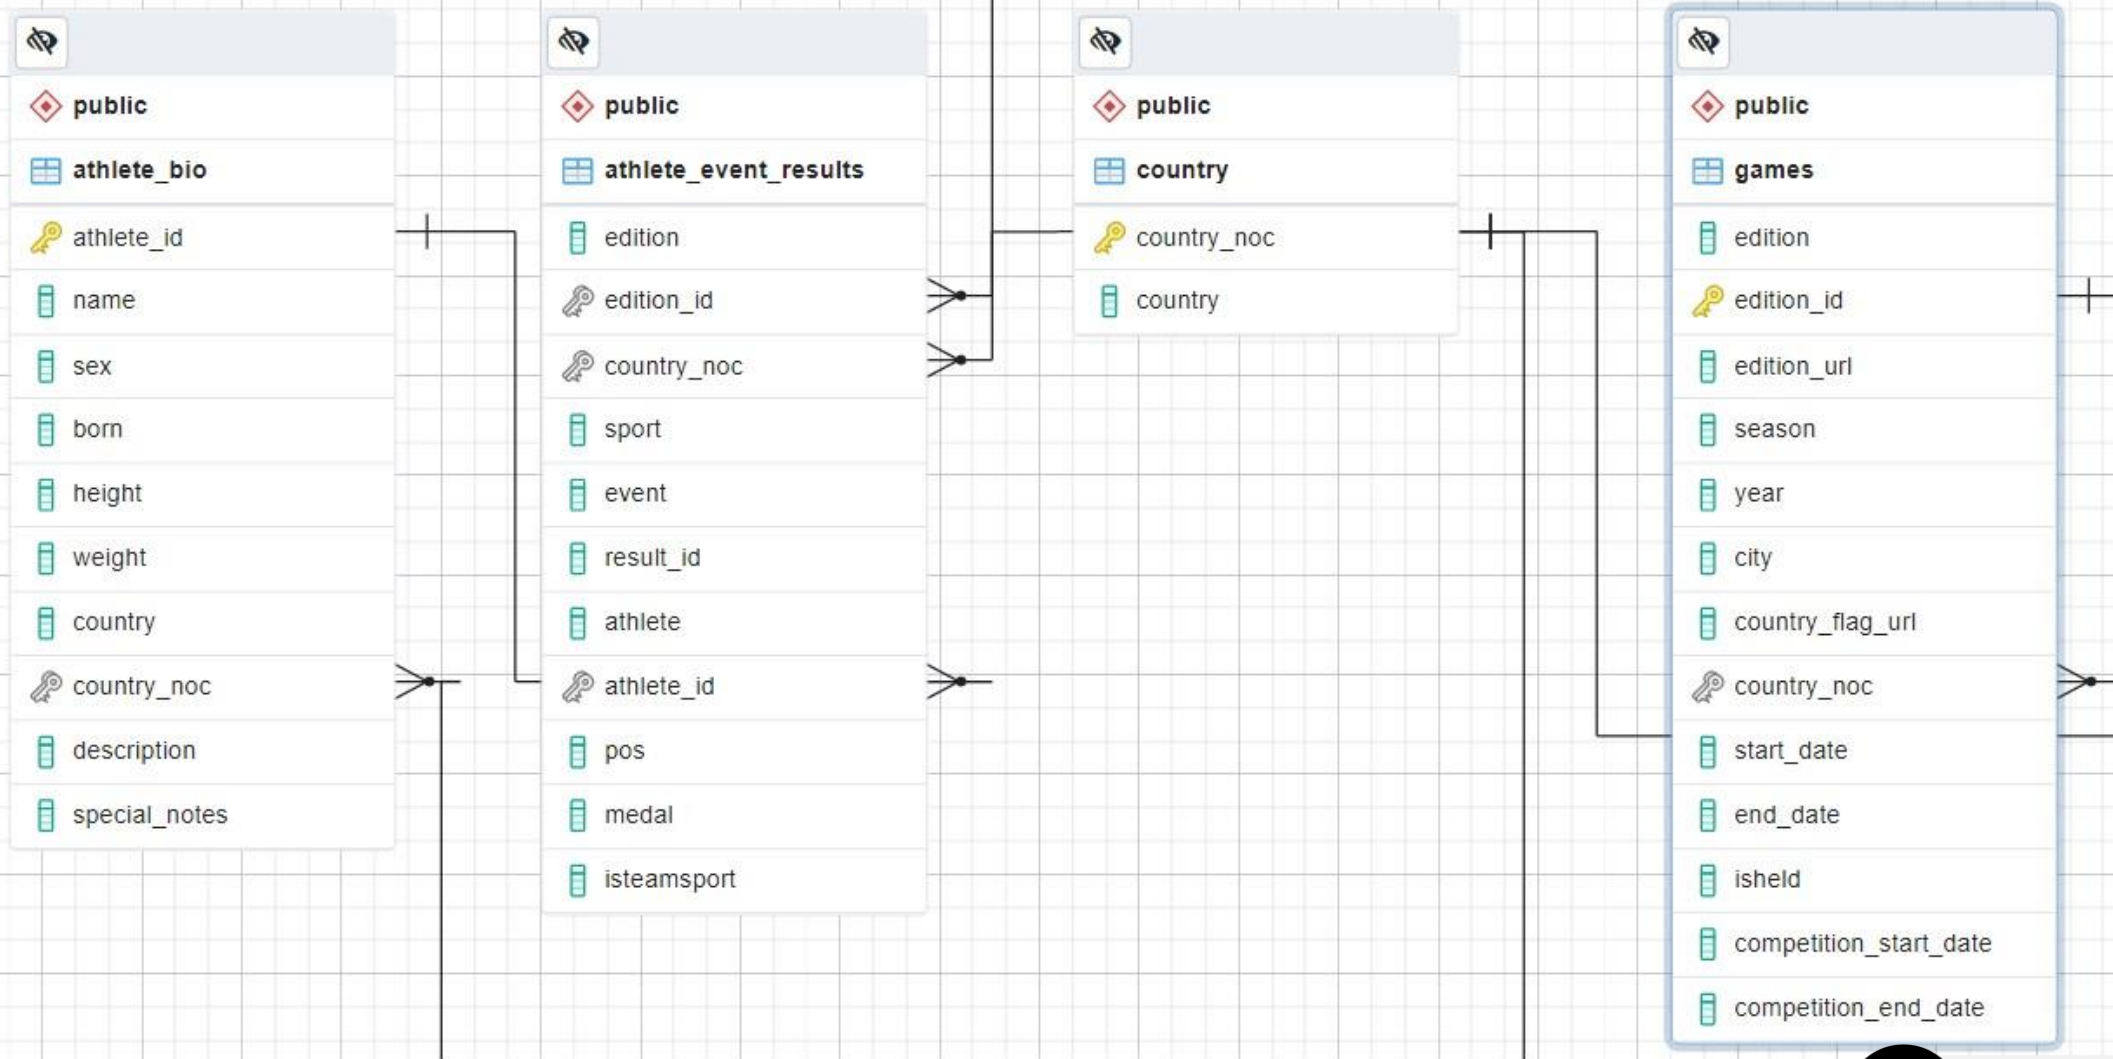 public
athlete_bio
athlete_id
name
sex
born
height
weight
country
country_noc
description
special_notes
public
athlete_event_results
edition
edition_id
country_noc
sport
event
result_id
athlete
athlete_id
pos
medal
isteamsport
public
country
country_noc
country
public
games
edition
edition_id
edition_url
season
year
city
country_flag_url
country_noc
start_date
end_date
isheld
competition_start_date
competition_end_date